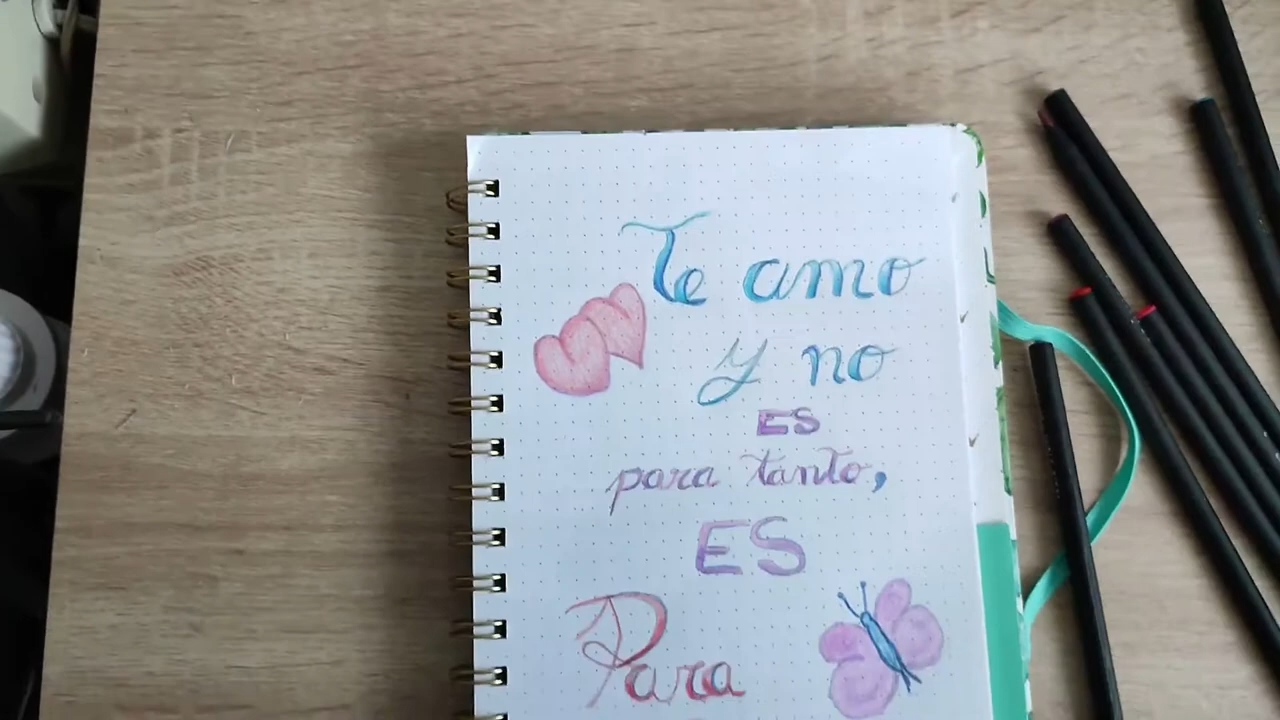 Te amo
y no
ES
para tanto,
ES
Para